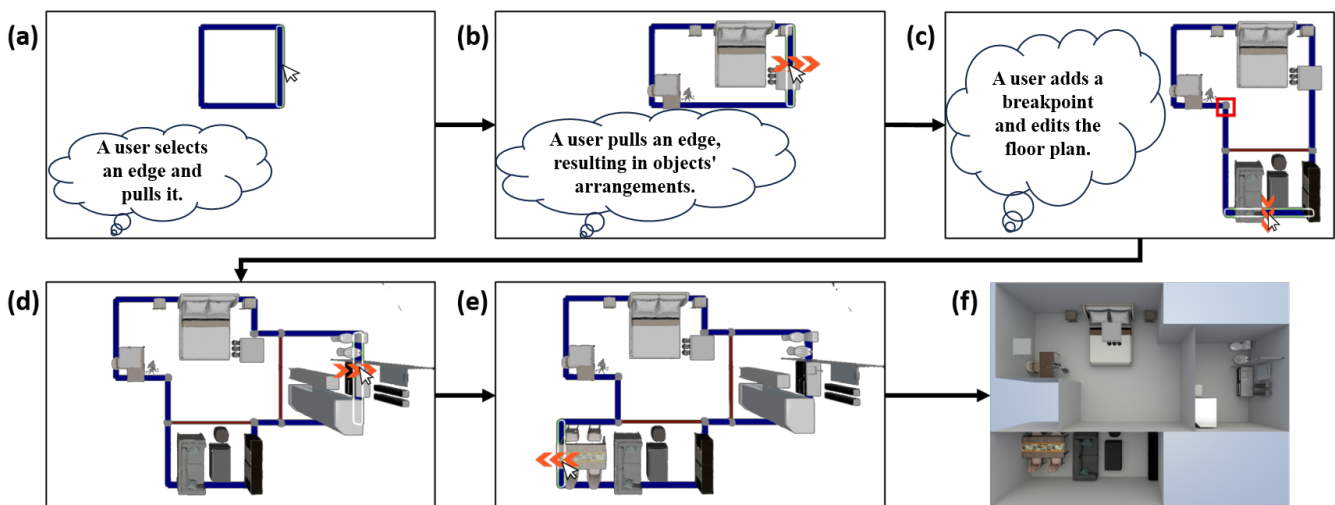 (a)
A user selects
an edge and
pulls it.
(b)
A user pulls an edge,
resulting in objects'
arrangements.
(c)
A user adds a
breakpoint
and edits the
floor plan.
(d)
(e)
(f)